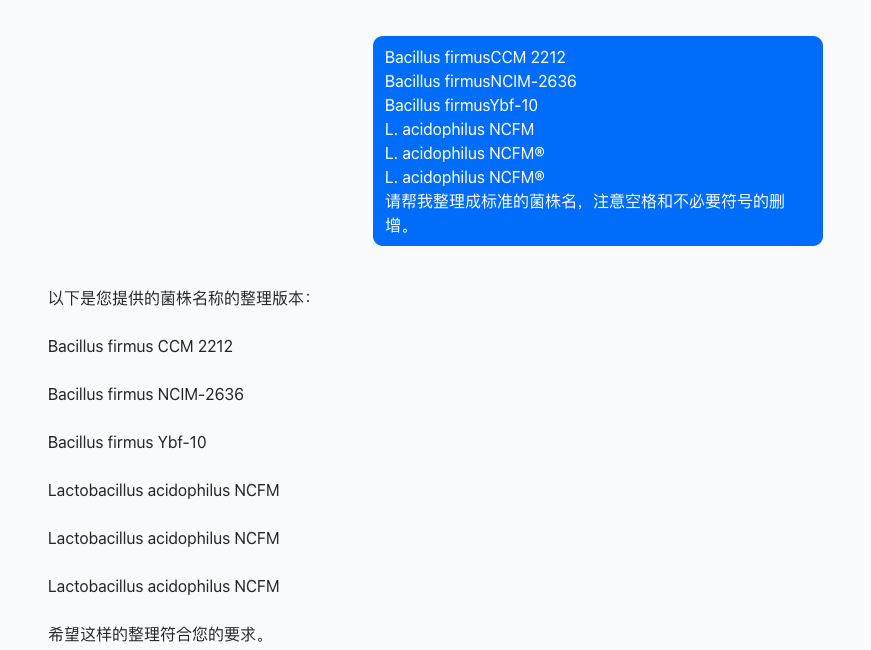 Bacillus firmusCCM 2212
Bacillus firmusNCIM-2636
Bacillus firmusYbf-10
L. acidophilus NCFM
L. acidophilus NCFM®
L. acidophilus NCFM®
请帮我整理成标准的菌株名，注意空格和不必要符号的删
增。
以下是您提供的菌株名称的整理版本：
Bacillus firmus CCM 2212
Bacillus firmus NCIM-2636
Bacillus firmus Ybf-10
Lactobacillus acidophilus NCFM
Lactobacillus acidophilus NCFM
Lactobacillus acidophilus NCFM
希望这样的整理符合您的要求。